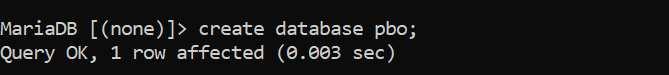 MariaDB [(none)]> create database pbo;
Query OK, 1 row affected (0.003 sec)